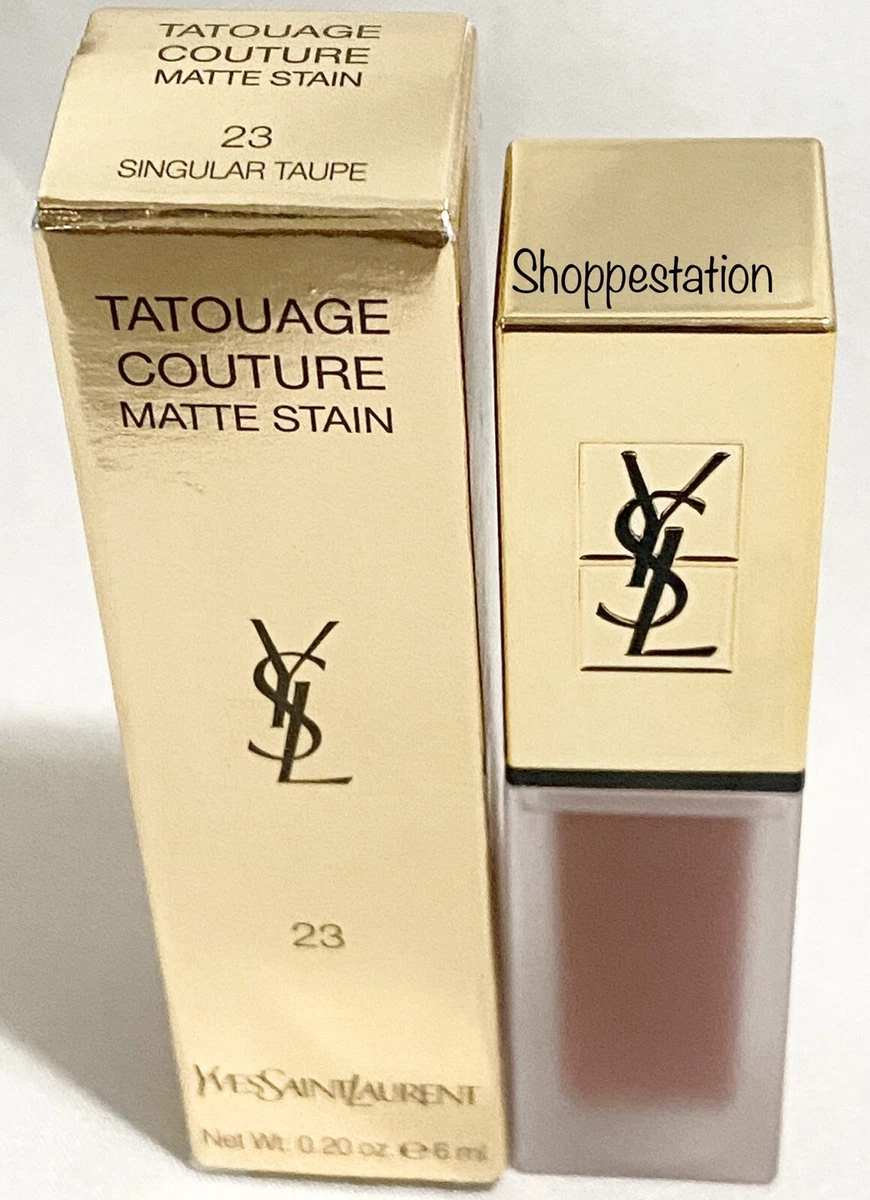 TATOUAGE
COUTURE
MATTE STAIN
23
SINGULAR TAUPE
TATOUAGE
COUTURE
MATTE STAIN
YSL
23
YVESSAINTLAURENT
Net Wt. 0.20 oz. ℮ 6 ml
Shoppestation
YSL